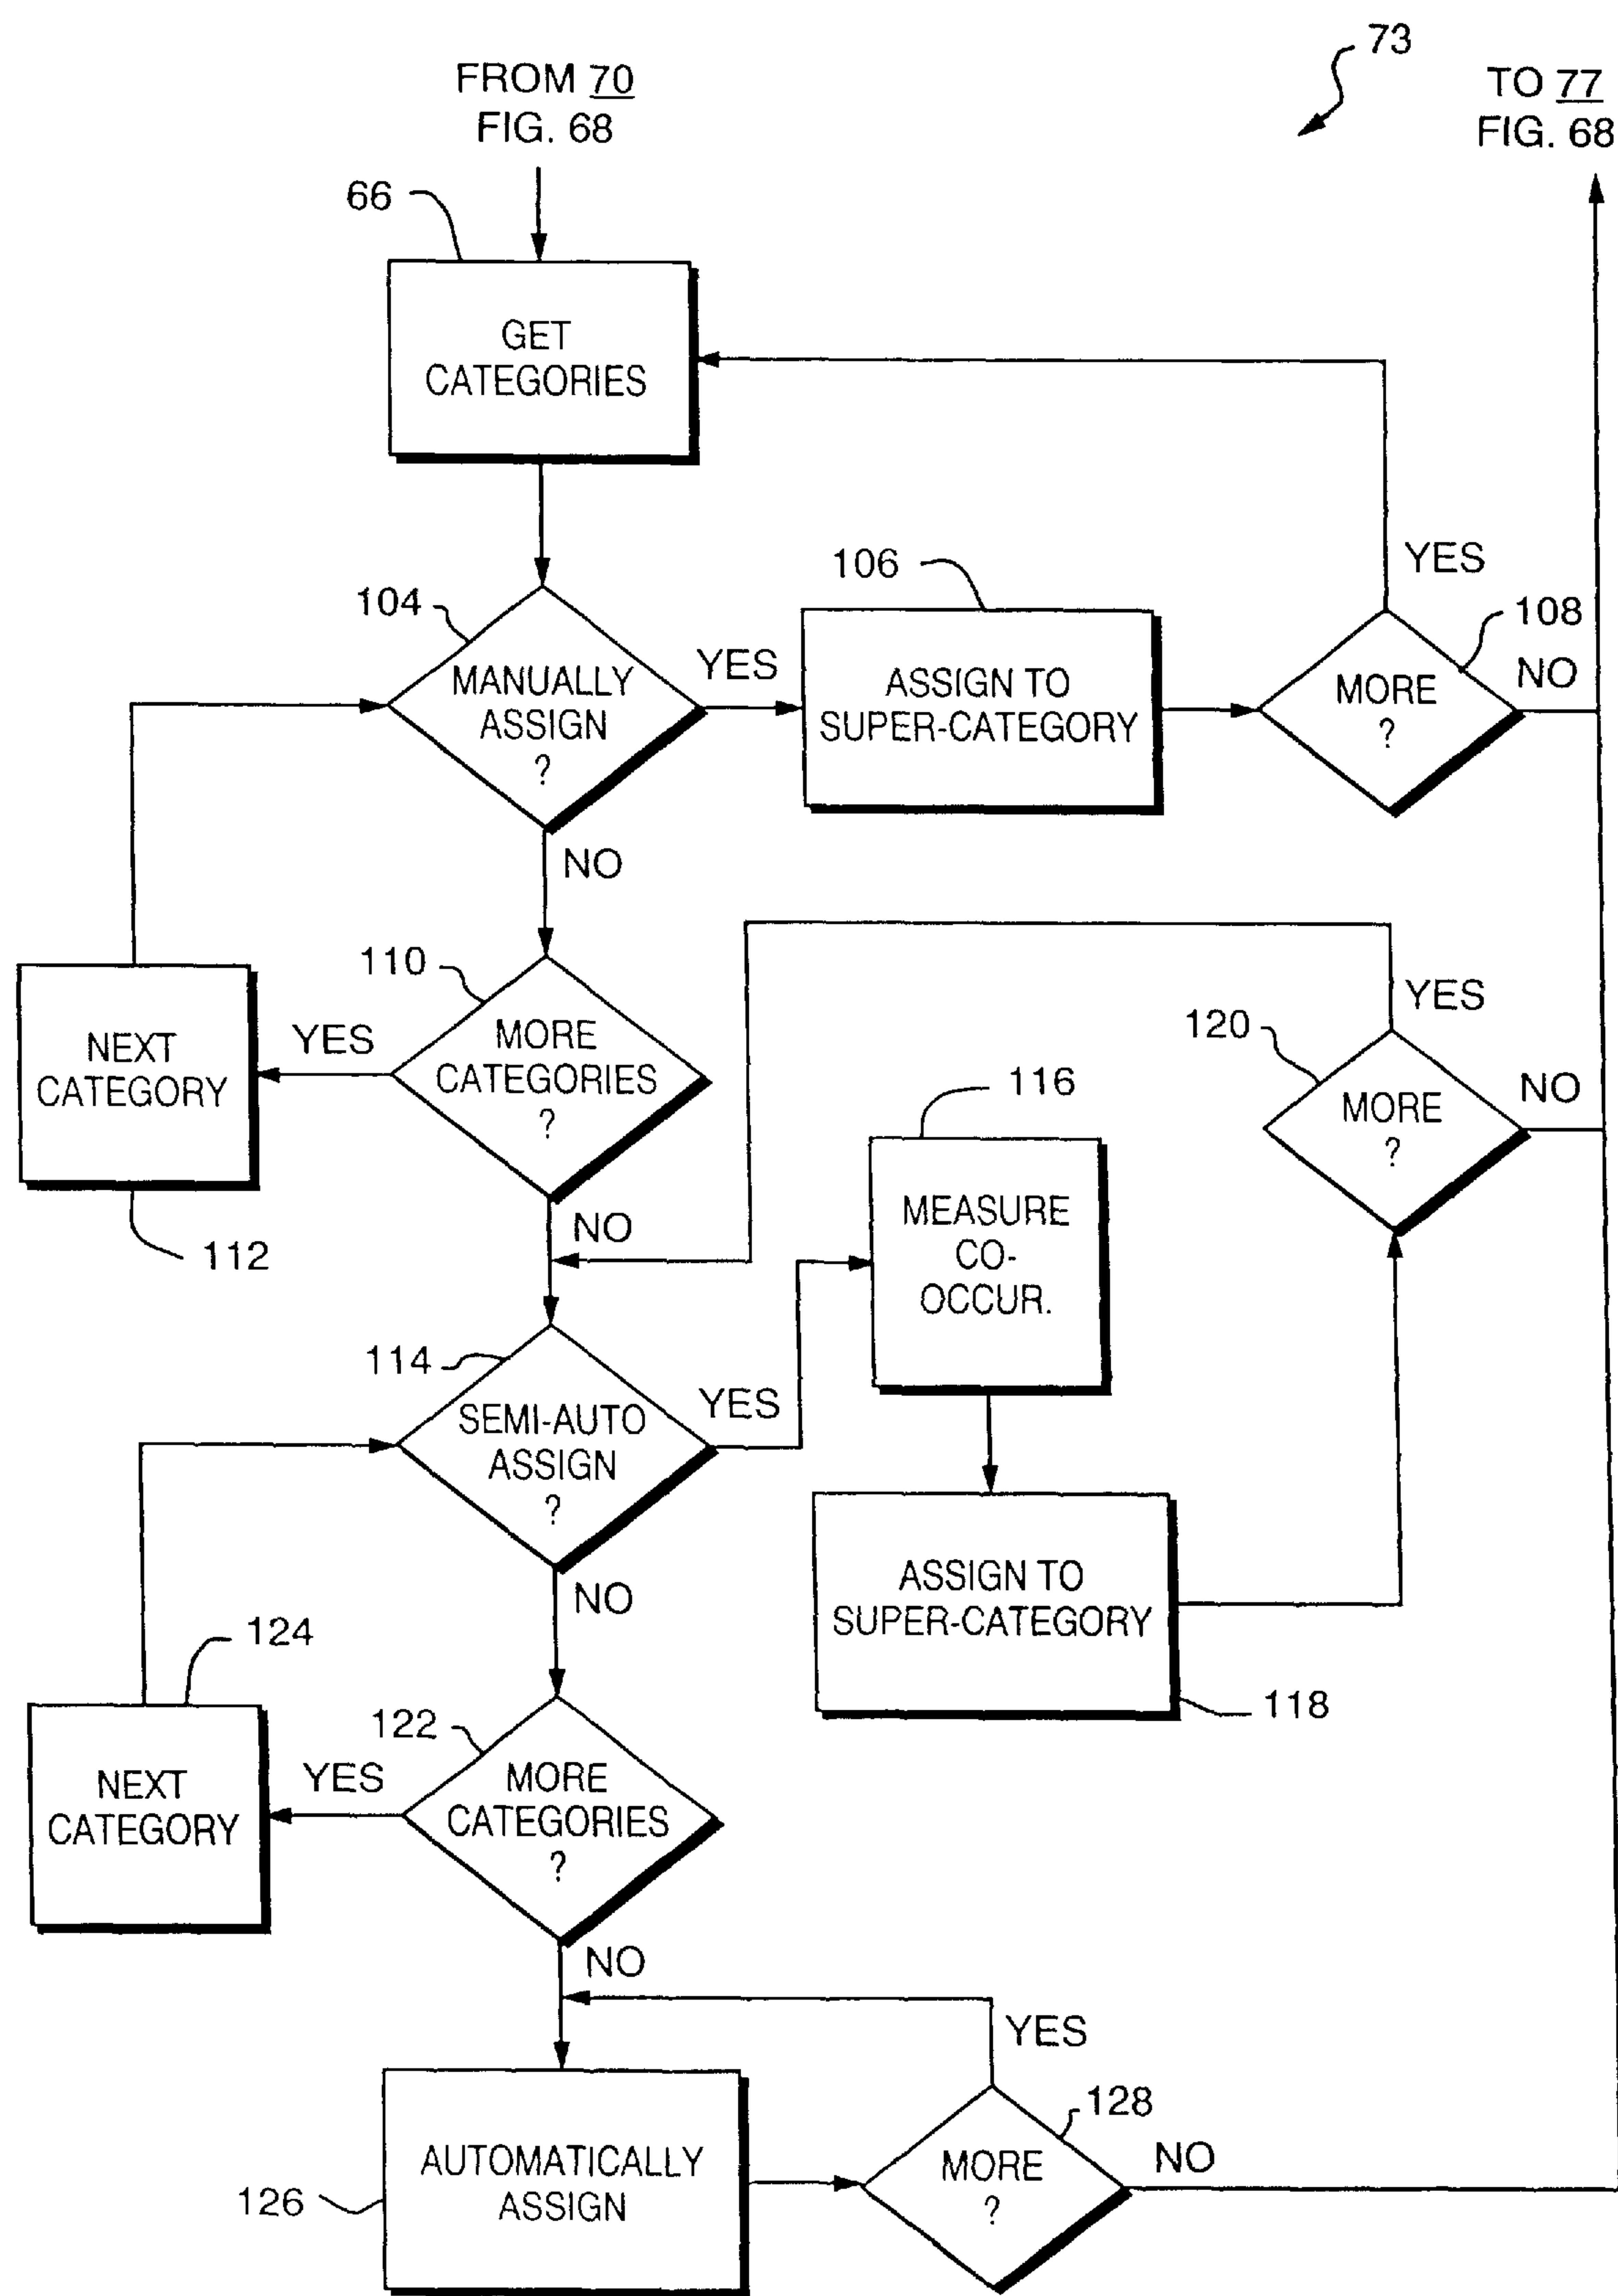 73
FROM 70
FIG. 68
TO 77
FIG. 68
66
GET
CATEGORIES
YES
106
104
108
MANUALLY
ASSIGN
?
YES
ASSIGN TO
SUPER-CATEGORY
MORE
?
NO
NO
110
YES
NEXT
CATEGORY
YES
MORE
CATEGORIES
?
120
MORE
?
NO
116
112
NO
MEASURE
CO-
OCCUR.
114
SEMI-AUTO
ASSIGN
?
YES
NO
ASSIGN TO
SUPER-CATEGORY
124
118
122
NEXT
CATEGORY
YES
MORE
CATEGORIES
?
NO
YES
128
126
AUTOMATICALLY
ASSIGN
MORE
?
NO